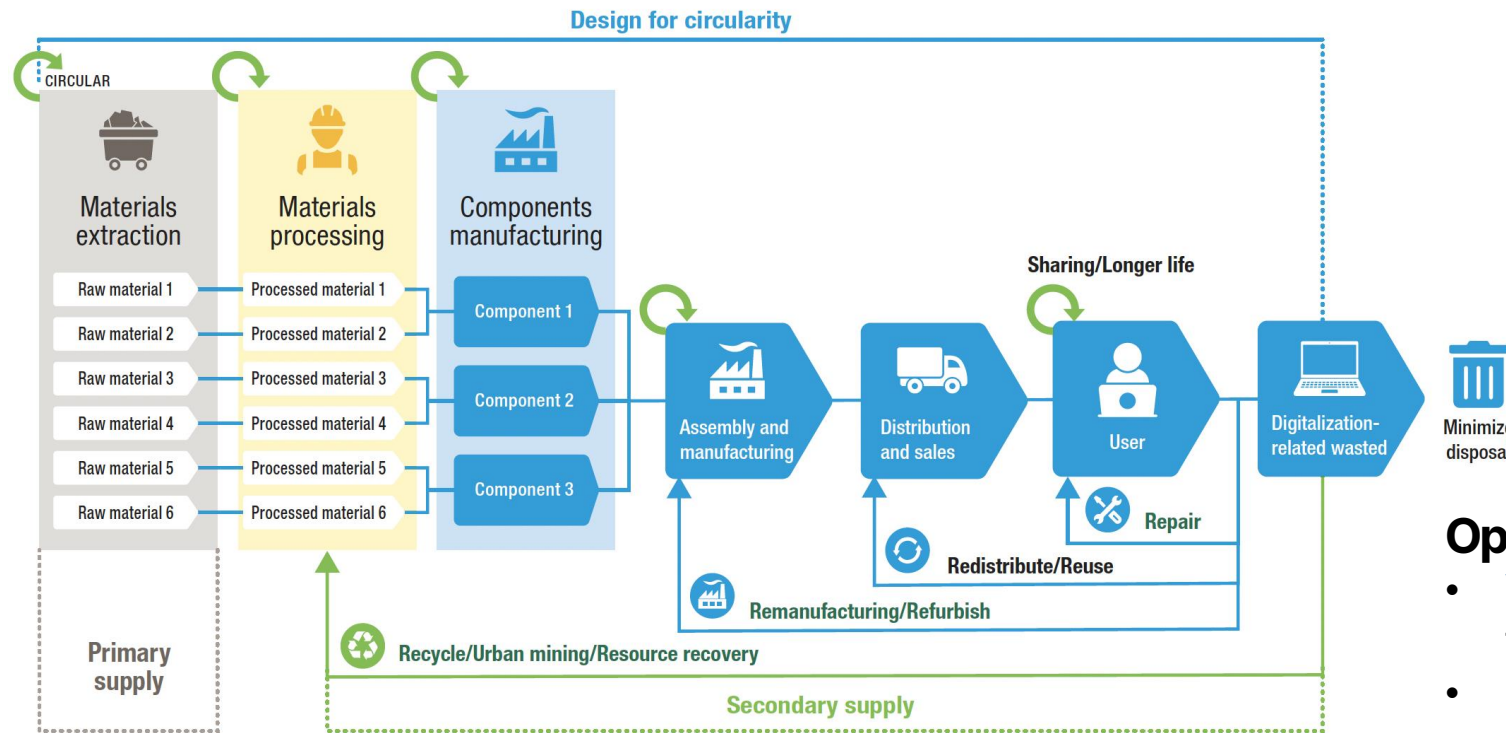 Design for circularity
CIRCULAR
Materials
extraction
Materials
processing
Components
manufacturing
Raw material 1
Raw material 2
Raw material 3
Raw material 4
Raw material 5
Raw material 6
Processed material 1
Processed material 2
Processed material 3
Processed material 4
Processed material 5
Processed material 6
Component 1
Component 2
Component 3
Assembly and
manufacturing
Distribution
and sales
Sharing/Longer life
User
Digitalization-
related wasted
Minimize
disposa
Repair
Redistribute/Reuse
Remanufacturing/Refurbish
Recycle/Urban mining/Resource recovery
Primary
supply
Secondary supply
Op
•
•